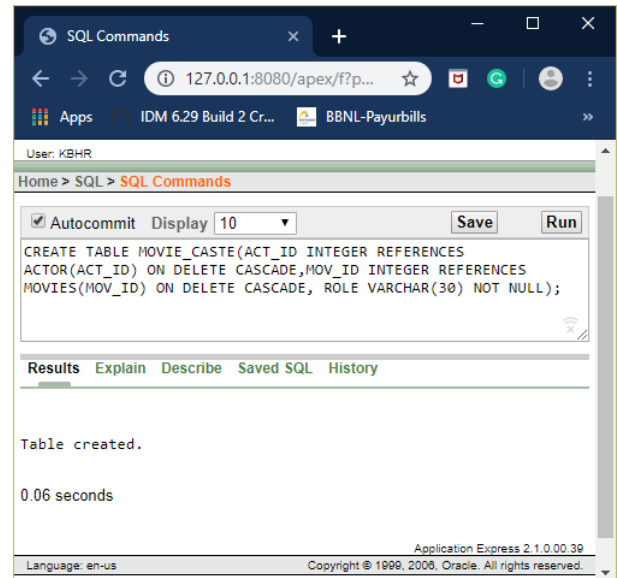 SQL Commands
127.0.0.1:8080/apex/f?p...
Apps IDM 6.29 Build 2 Cr... BBNL-Payurbills »
User: KBHR
Home > SQL > SQL Commands
Autocommit Display 10 Save Run
CREATE TABLE MOVIE_CASTE(ACT_ID INTEGER REFERENCES
ACTOR(ACT_ID) ON DELETE CASCADE,MOV_ID INTEGER REFERENCES
MOVIES(MOV_ID) ON DELETE CASCADE, ROLE VARCHAR(30) NOT NULL);
Results Explain Describe Saved SQL History
Table created.
0.06 seconds
Application Express 2.1.0.00.39
Language: en-us Copyright © 1999, 2006, Oracle. All rights reserved.